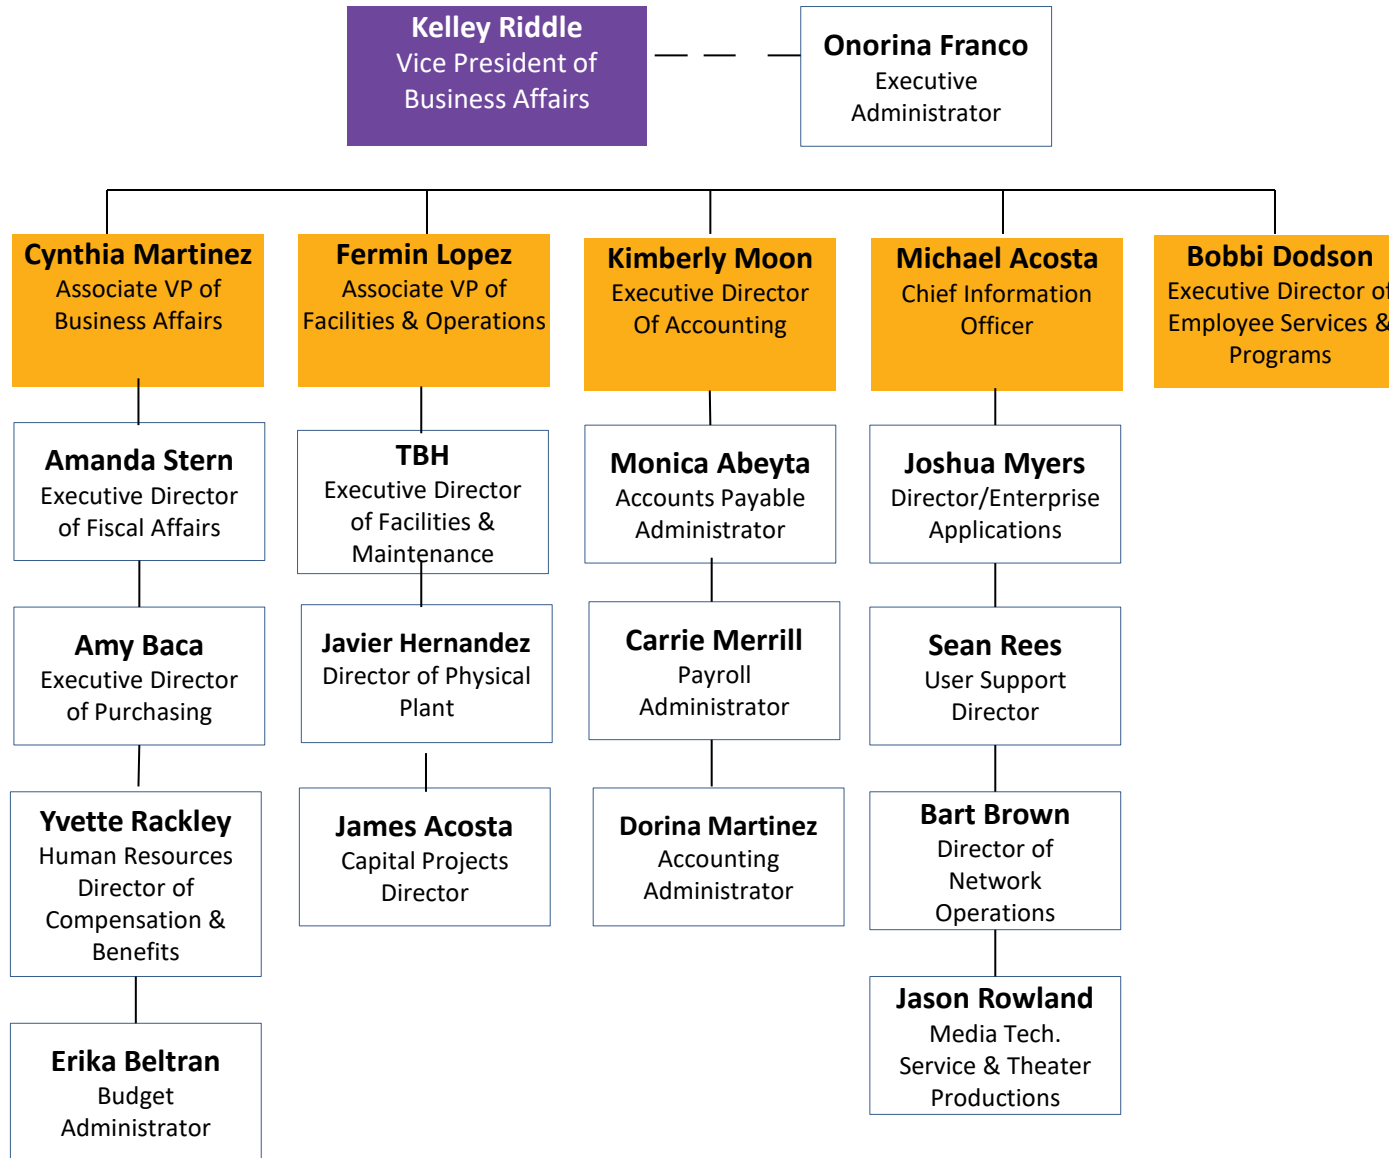 Kelley Riddle
Vice President of
Business Affairs
Onorina Franco
Executive
Administrator
Cynthia Martinez
Associate VP of
Business Affairs
Fermin Lopez
Associate VP of
Facilities & Operations
Kimberly Moon
Executive Director
Of Accounting
Michael Acosta
Chief Information
Officer
Bobbi Dodson
Executive Director of
Employee Services &
Programs
Amanda Stern
Executive Director
of Fiscal Affairs
TBH
Executive Director
of Facilities &
Maintenance
Monica Abeyta
Accounts Payable
Administrator
Joshua Myers
Director/Enterprise
Applications
Amy Baca
Executive Director
of Purchasing
Javier Hernandez
Director of Physical
Plant
Carrie Merrill
Payroll
Administrator
Sean Rees
User Support
Director
Yvette Rackley
Human Resources
Director of
Compensation &
Benefits
James Acosta
Capital Projects
Director
Dorina Martinez
Accounting
Administrator
Bart Brown
Director of
Network
Operations
Erika Beltran
Budget
Administrator
Jason Rowland
Media Tech.
Service & Theater
Productions